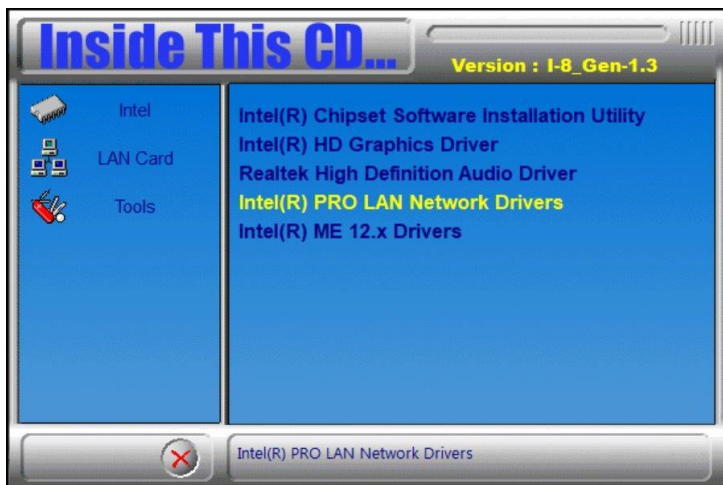 Inside This CD...
Version : I-8_Gen-1.3
Intel
LAN Card
Tools
Intel(R) Chipset Software Installation Utility
Intel(R) HD Graphics Driver
Realtek High Definition Audio Driver
Intel(R) PRO LAN Network Drivers
Intel(R) ME 12.x Drivers
Intel(R) PRO LAN Network Drivers